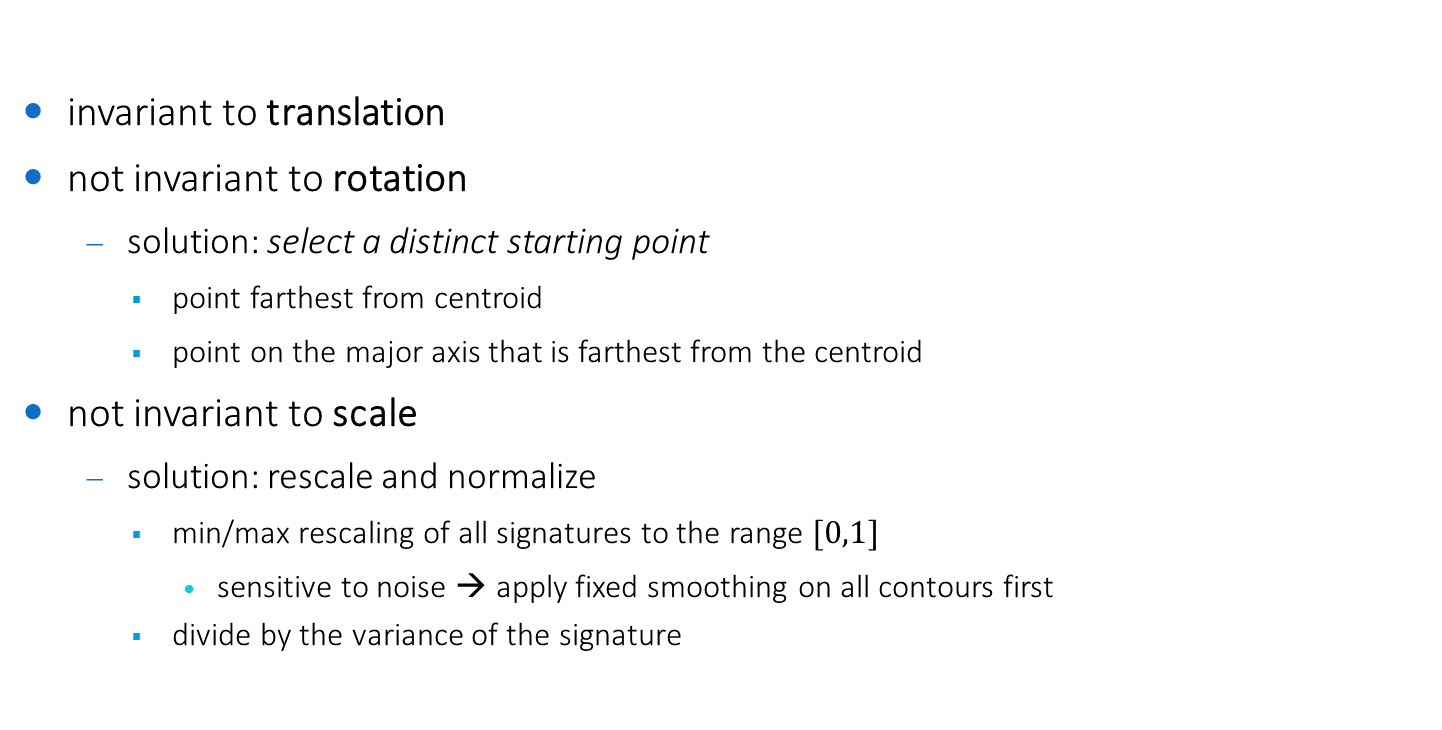 • invariant to translation
• not invariant to rotation
– solution: select a distinct starting point
▪ point farthest from centroid
▪ point on the major axis that is farthest from the centroid
• not invariant to scale
– solution: rescale and normalize
▪ min/max rescaling of all signatures to the range [0,1]
• sensitive to noise → apply fixed smoothing on all contours first
▪ divide by the variance of the signature